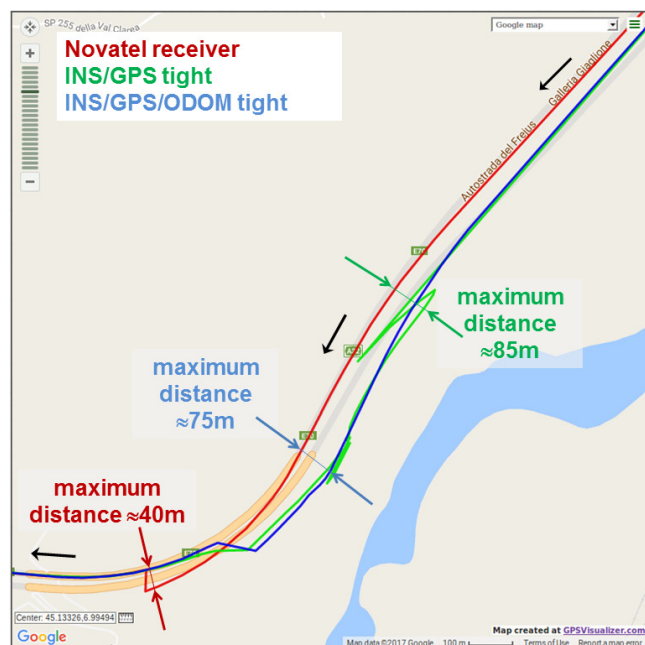 SP 255 della Val Clarea
Google map
Novatel receiver
INS/GPS tight
INS/GPS/ODOM tight
Galleria Giaglione
Autostrada del Frejus
E70
maximum
distance
≈85m
A32
maximum
distance
≈75m
E70
maximum
distance ≈40m
E70
Center: 45.13326,6.99494
Map created at GPSVisualizer.com
Google
Map data ©2017 Google
100 m
Terms of Use
Report a map error